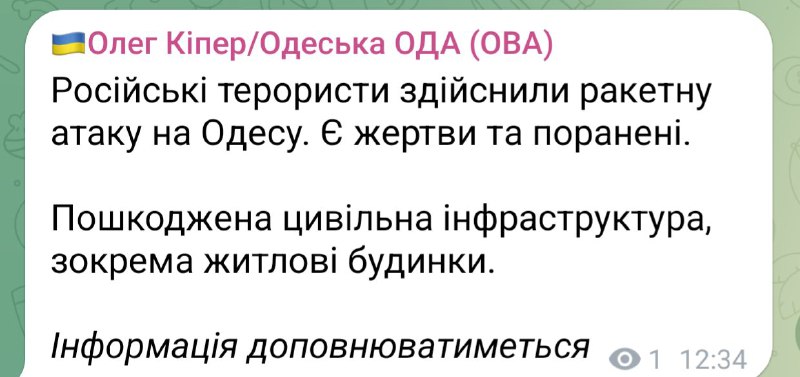 🇺🇦Олег Кіпер/Одеська ОДА (ОВА)
Російські терористи здійснили ракетну
атаку на Одесу. Є жертви та поранені.
Пошкоджена цивільна інфраструктура,
зокрема житлові будинки.
Інформація доповнюватиметься
1 12:34